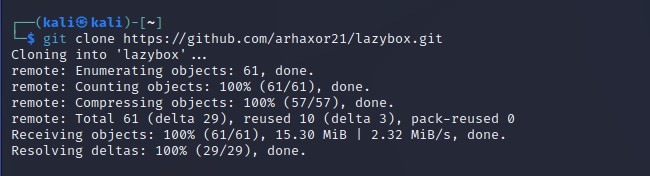 ┌──(kali㉿kali)-[~]
└─$ git clone https://github.com/arhaxor21/lazybox.git
Cloning into 'lazybox'...
remote: Enumerating objects: 61, done.
remote: Counting objects: 100% (61/61), done.
remote: Compressing objects: 100% (57/57), done.
remote: Total 61 (delta 29), reused 10 (delta 3), pack-reused 0
Receiving objects: 100% (61/61), 15.30 MiB | 2.32 MiB/s, done.
Resolving deltas: 100% (29/29), done.